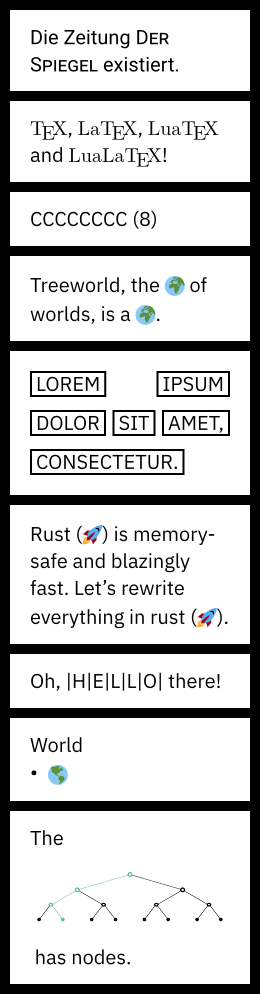 Die Zeitung DER
SPIEGEL existiert.
TEX, LaTEX, LuaTEX
and LuaLaTEX!
CCCCCCCC (8)
Treeworld, the 🌍 of
worlds, is a 🌍.
LOREM IPSUM
DOLOR SIT AMET,
CONSECTETUR.
Rust (🚀) is memory-
safe and blazingly
fast. Let’s rewrite
everything in rust (🚀).
Oh, |H|E|L|L|O| there!
World
• 🌎
The
has nodes.